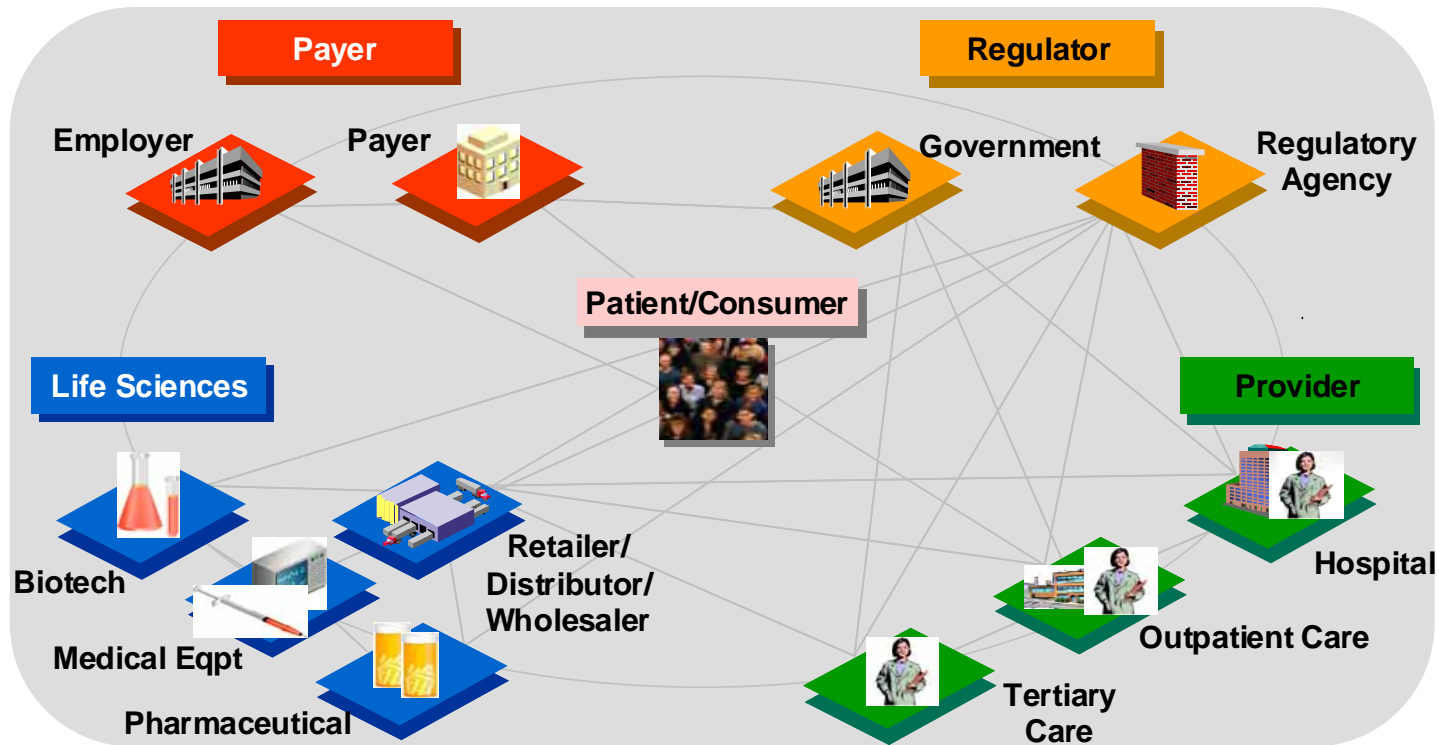 Payer
Regulator
Employer
Payer
Government
Regulatory
Agency
Patient/Consumer
Life Sciences
Provider
Biotech
Retailer/
Distributor/
Wholesaler
Hospital
Medical Eqpt
Outpatient Care
Pharmaceutical
Tertiary
Care